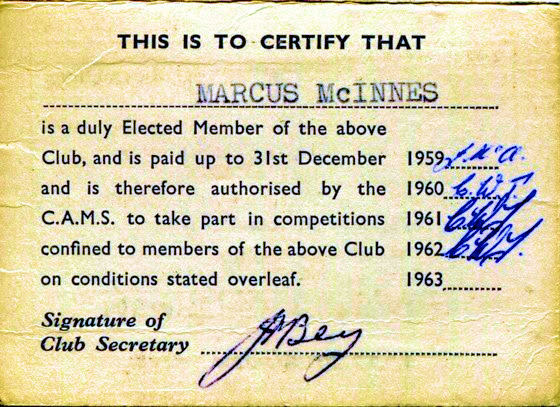 THIS IS TO CERTIFY THAT
MARCUS McINNES
is a duly Elected Member of the above
Club, and is paid up to 31st December 1959 J. McA.
and is therefore authorised by the 1960 C.W.T.
C.A.M.S. to take part in competitions 1961
confined to members of the above Club 1962
on conditions stated overleaf. 1963
Signature of
Club Secretary